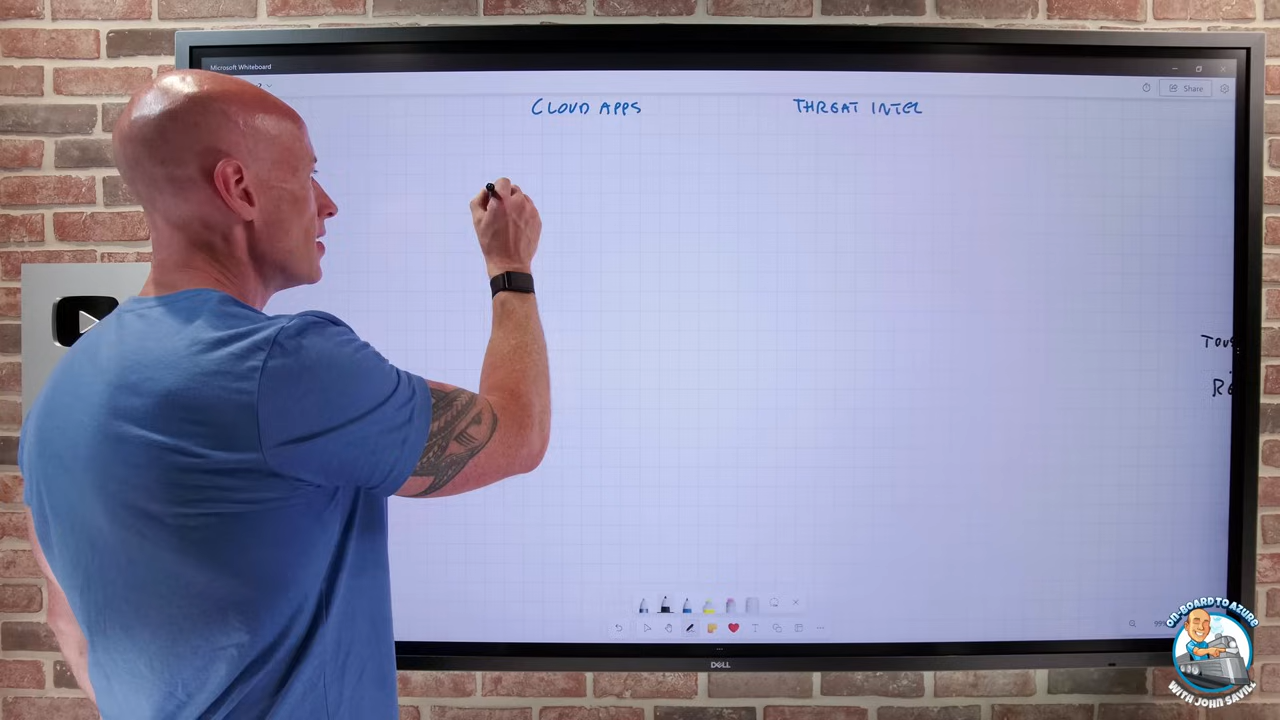 Microsoft Whiteboard
Share
CLOUD APPS
THREAT INTEL
DELL
ON-BOARD TO AZURE
WITH JOHN SAVILL